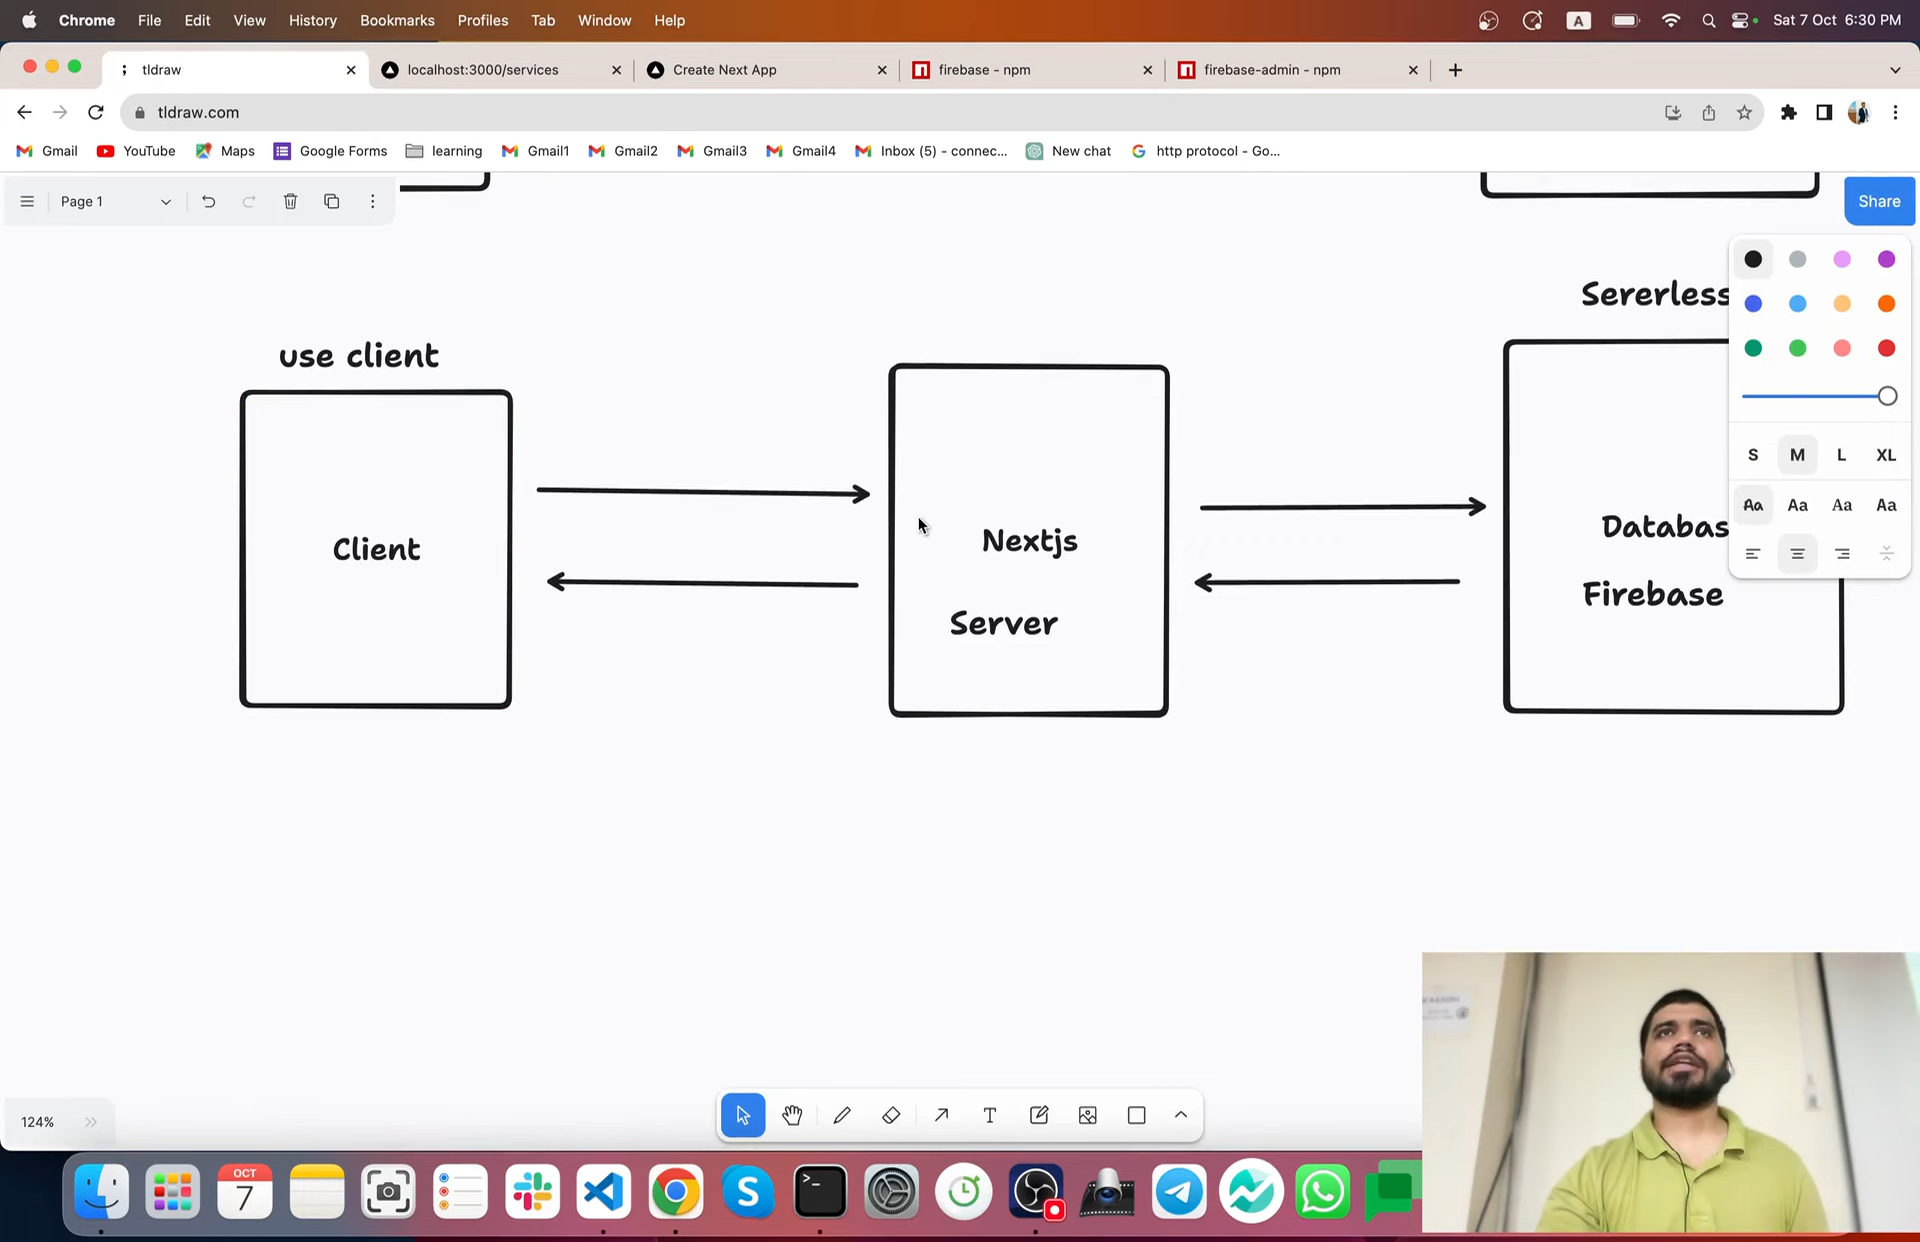 Chrome File Edit View History Bookmarks Profiles Tab Window Help
A
Sat 7 Oct 6:30 PM
tldraw
localhost:3000/services
Create Next App
firebase - npm
firebase-admin - npm
tldraw.com
Gmail
YouTube
Maps
Google Forms
learning
Gmail1
Gmail2
Gmail3
Gmail4
Inbox (5) - connec...
New chat
http protocol - Go...
Page 1
Share
Sererless
use client
Client
Nextjs
Server
Databas
Firebase
S M L XL
Aa Aa Aa Aa
124%
OCT
7
S